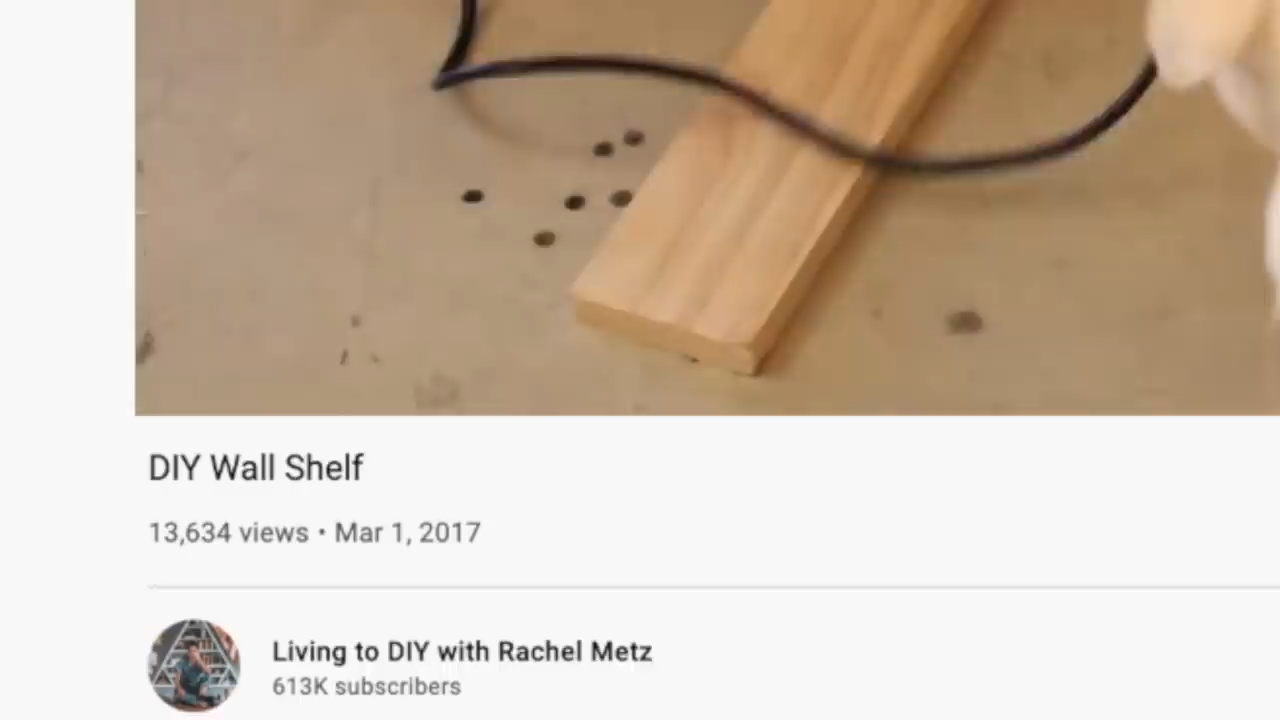 DIY Wall Shelf
13,634 views • Mar 1, 2017
Living to DIY with Rachel Metz
613K subscribers